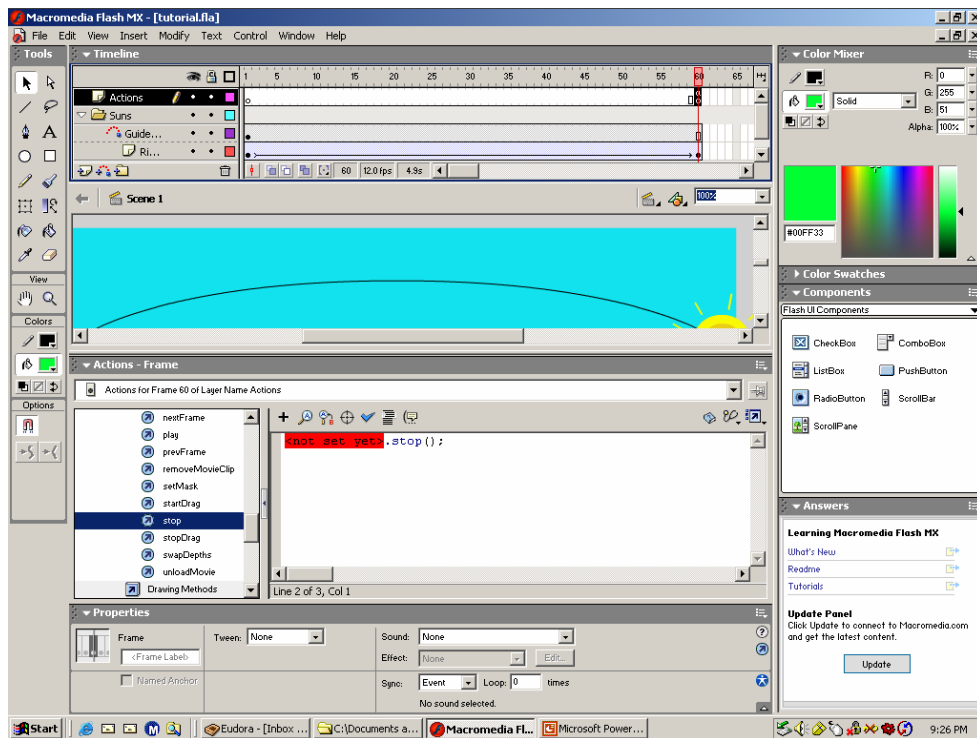 Macromedia Flash MX - [tutorial.fla]
File Edit View Insert Modify Text Control Window Help
Tools
Timeline
1 5 10 15 20 25 30 35 40 45 50 55 60 65
Actions
Suns
Guide...
Ri...
60 12.0 fps 4.9s
Scene 1
100%
View
Colors
Options
Actions - Frame
Actions for Frame 60 of Layer Name Actions
nextFrame
play
prevFrame
removeMovieClip
setMask
startDrag
stop
stopDrag
swapDepths
unloadMovie
Drawing Methods
<not set yet>.stop();
Line 2 of 3, Col 1
Properties
Frame
<Frame Label>
Named Anchor
Tween: None
Sound: None
Effect: None Edit...
Sync: Event Loop: 0 times
No sound selected.
Color Mixer
R: 0
G: 255
B: 51
Alpha: 100%
Solid
#00FF33
Color Swatches
Components
Flash UI Components
CheckBox ComboBox
ListBox PushButton
RadioButton ScrollBar
ScrollPane
Answers
Learning Macromedia Flash MX
What's New
Readme
Tutorials
Update Panel
Click Update to connect to Macromedia.com
and get the latest content.
Update
Start Eudora - [Inbox ... C:\Documents a... Macromedia Fl... Microsoft Power... 9:26 PM